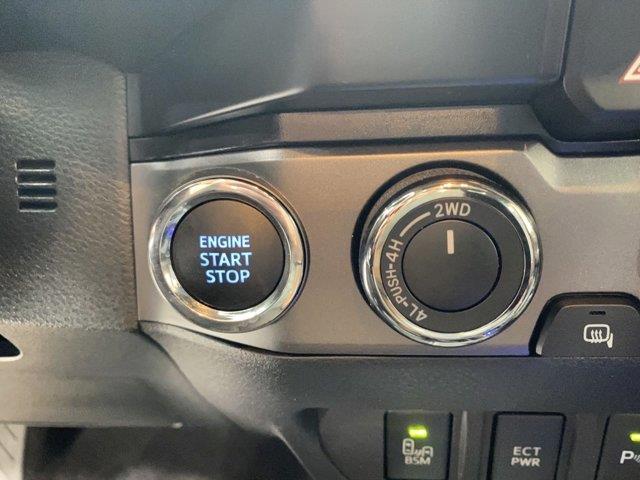 ENGINE
START
STOP
2WD
4L-PUSH-4H
BSM
ECT
PWR
P